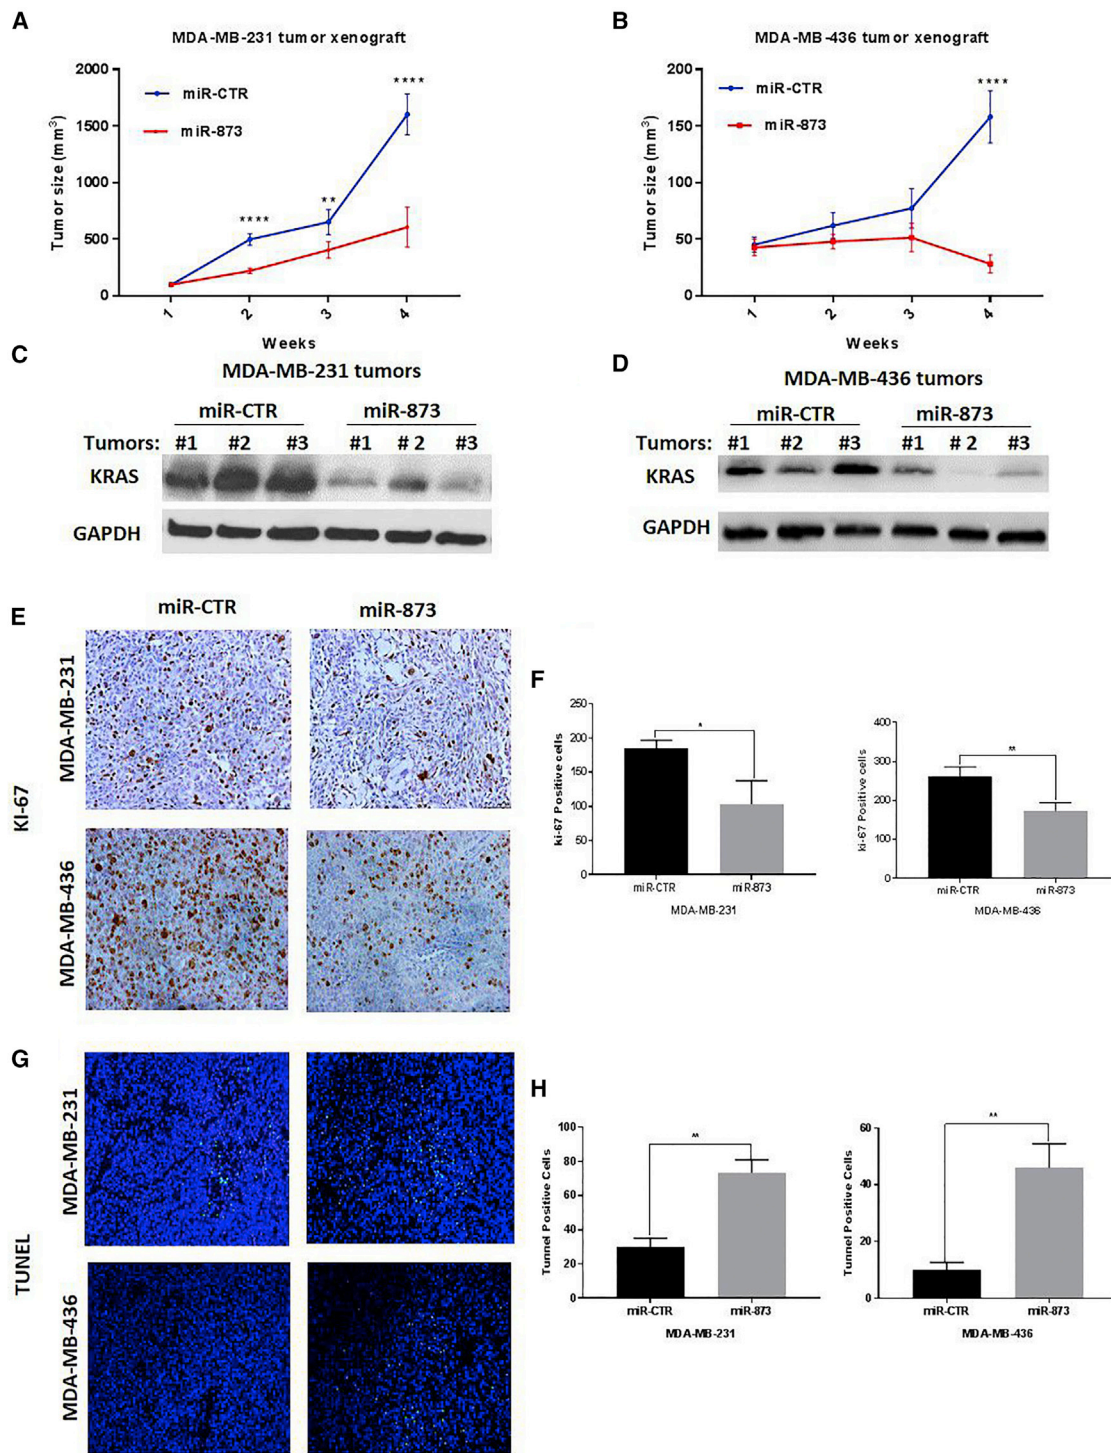 A
MDA-MB-231 tumor xenograft
2000
1500
1000
500
0
Tumor size (mm³)
miR-CTR
miR-873
****
**
****
1 2 3 4
Weeks
B
MDA-MB-436 tumor xenograft
200
150
100
50
0
Tumor size (mm³)
miR-CTR
miR-873
****
1 2 3 4
Weeks
C
MDA-MB-231 tumors
miR-CTR miR-873
Tumors: #1 #2 #3 #1 # 2 #3
KRAS
GAPDH
D
MDA-MB-436 tumors
miR-CTR miR-873
Tumors: #1 #2 #3 #1 # 2 #3
KRAS
GAPDH
E
miR-CTR miR-873
KI-67
MDA-MB-231
MDA-MB-436
F
250
200
150
100
50
0
ki-67 Positive cells
*
miR-CTR miR-873
MDA-MB-231
400
300
200
100
0
ki-67 Positive cells
**
miR-CTR miR-873
MDA-MB-436
G
TUNEL
MDA-MB-231
MDA-MB-436
H
100
80
60
40
20
0
Tunnel Positive Cells
**
miR-CTR miR-873
MDA-MB-231
60
40
20
0
Tunnel Positive Cells
**
miR-CTR miR-873
MDA-MB-436